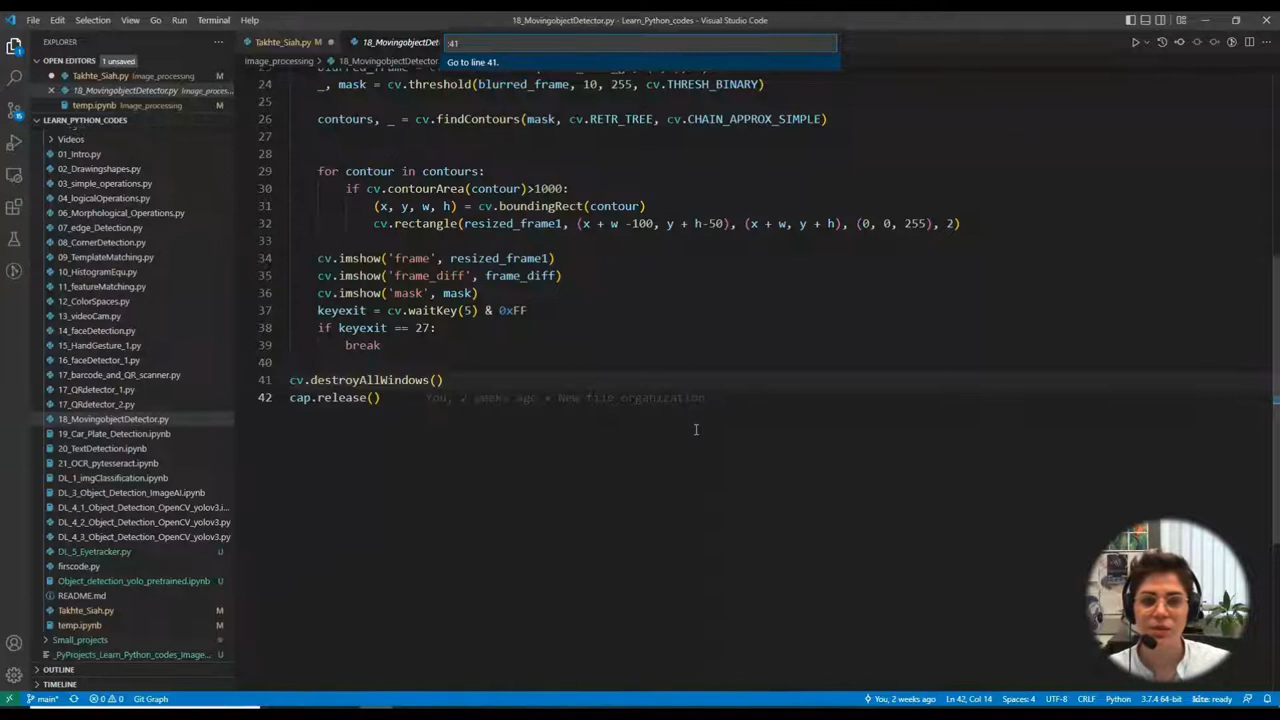 File Edit Selection View Go Run Terminal Help
18_MovingobjectDetector.py - Learn_Python_codes - Visual Studio Code
EXPLORER
OPEN EDITORS 1 unsaved
Takhte_Siah.py Image_processing
18_MovingobjectDetector.py Image_proces...
temp.ipynb Image_processing
LEARN_PYTHON_CODES
Videos
01_Intro.py
02_Drawingshapes.py
03_simple_operations.py
04_logicalOperations.py
06_Morphological_Operations.py
07_edge_Detection.py
08_CornerDetection.py
09_TemplateMatching.py
10_HistogramEqu.py
11_featureMatching.py
12_ColorSpaces.py
13_videoCam.py
14_faceDetection.py
15_HandGesture_1.py
16_faceDetector_1.py
17_barcode_and_QR_scanner.py
17_QRdetector_1.py
17_QRdetector_2.py
18_MovingobjectDetector.py
19_Car_Plate_Detection.py
20_TextDetection.ipynb
21_OCR_pytesseract.ipynb
DL_1_imgClassification.py
DL_3_Object_Detection_ImageAI.ipynb
DL_4_1_Object_Detection_OpenCV_yolov3.i...
DL_4_2_Object_Detection_OpenCV_yolov3.py
DL_4_3_Object_Detection_OpenCV_yolov3.py
DL_5_Eyetracker.py U
firscode.py
Object_detection_yolo_pretrained.ipynb U
README.md
Takhte_Siah.py M
temp.ipynb M
Small_projects
_PyProjects_Learn_Python_codes_Image... U
OUTLINE
TIMELINE
Takhte_Siah.py M
18_MovingobjectDet
:41
Go to line 41.
Image_processing > 18_MovingobjectDetector
24 _, mask = cv.threshold(blurred_frame, 10, 255, cv.THRESH_BINARY)
25
26 contours, _ = cv.findContours(mask, cv.RETR_TREE, cv.CHAIN_APPROX_SIMPLE)
27
28
29 for contour in contours:
30 if cv.contourArea(contour)>1000:
31 (x, y, w, h) = cv.boundingRect(contour)
32 cv.rectangle(resized_frame1, (x + w -100, y + h-50), (x + w, y + h), (0, 0, 255), 2)
33
34 cv.imshow('frame', resized_frame1)
35 cv.imshow('frame_diff', frame_diff)
36 cv.imshow('mask', mask)
37 keyexit = cv.waitKey(5) & 0xFF
38 if keyexit == 27:
39 break
40
41 cv.destroyAllWindows()
42 cap.release() You, 2 weeks ago • New file organization
main* 0 0 Git Graph
You, 2 weeks ago Ln 42, Col 14 Spaces: 4 UTF-8 CRLF Python 3.7.4 64-bit kite: ready